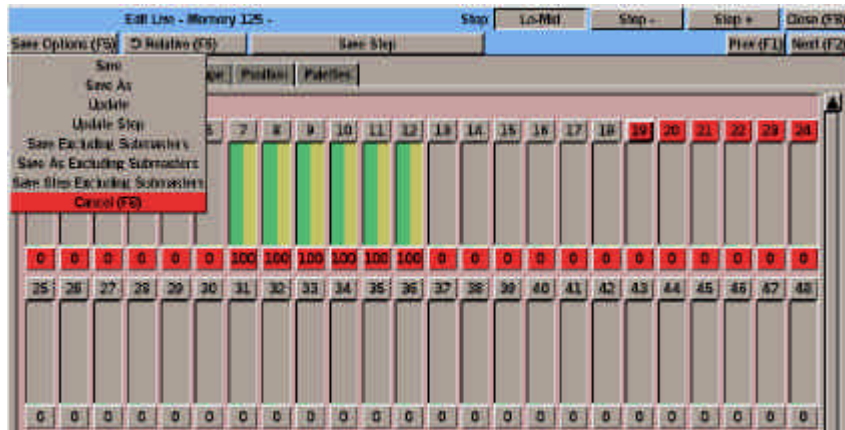 Edit Live - Memory 125 - Step Lo-Mid Step - Step + Close (F8)
Save Options (F5) Relative (F6) Save Step Prev (F1) Next (F2)
Save
Save As
Update
Update Step
Save Excluding Submasters
Save As Excluding Submasters
Save Step Excluding Submasters
Cancel (F8)
Position Palettes
7 8 9 10 11 12 13 14 15 16 17 18 19 20 21 22 23 24
0 0 0 0 0 0 100 100 100 100 100 100 0 0 0 0 0 0 0 0 0 0 0 0
25 26 27 28 29 30 31 32 33 34 35 36 37 38 39 40 41 42 43 44 45 46 47 48
0 0 0 0 0 0 0 0 0 0 0 0 0 0 0 0 0 0 0 0 0 0 0 0